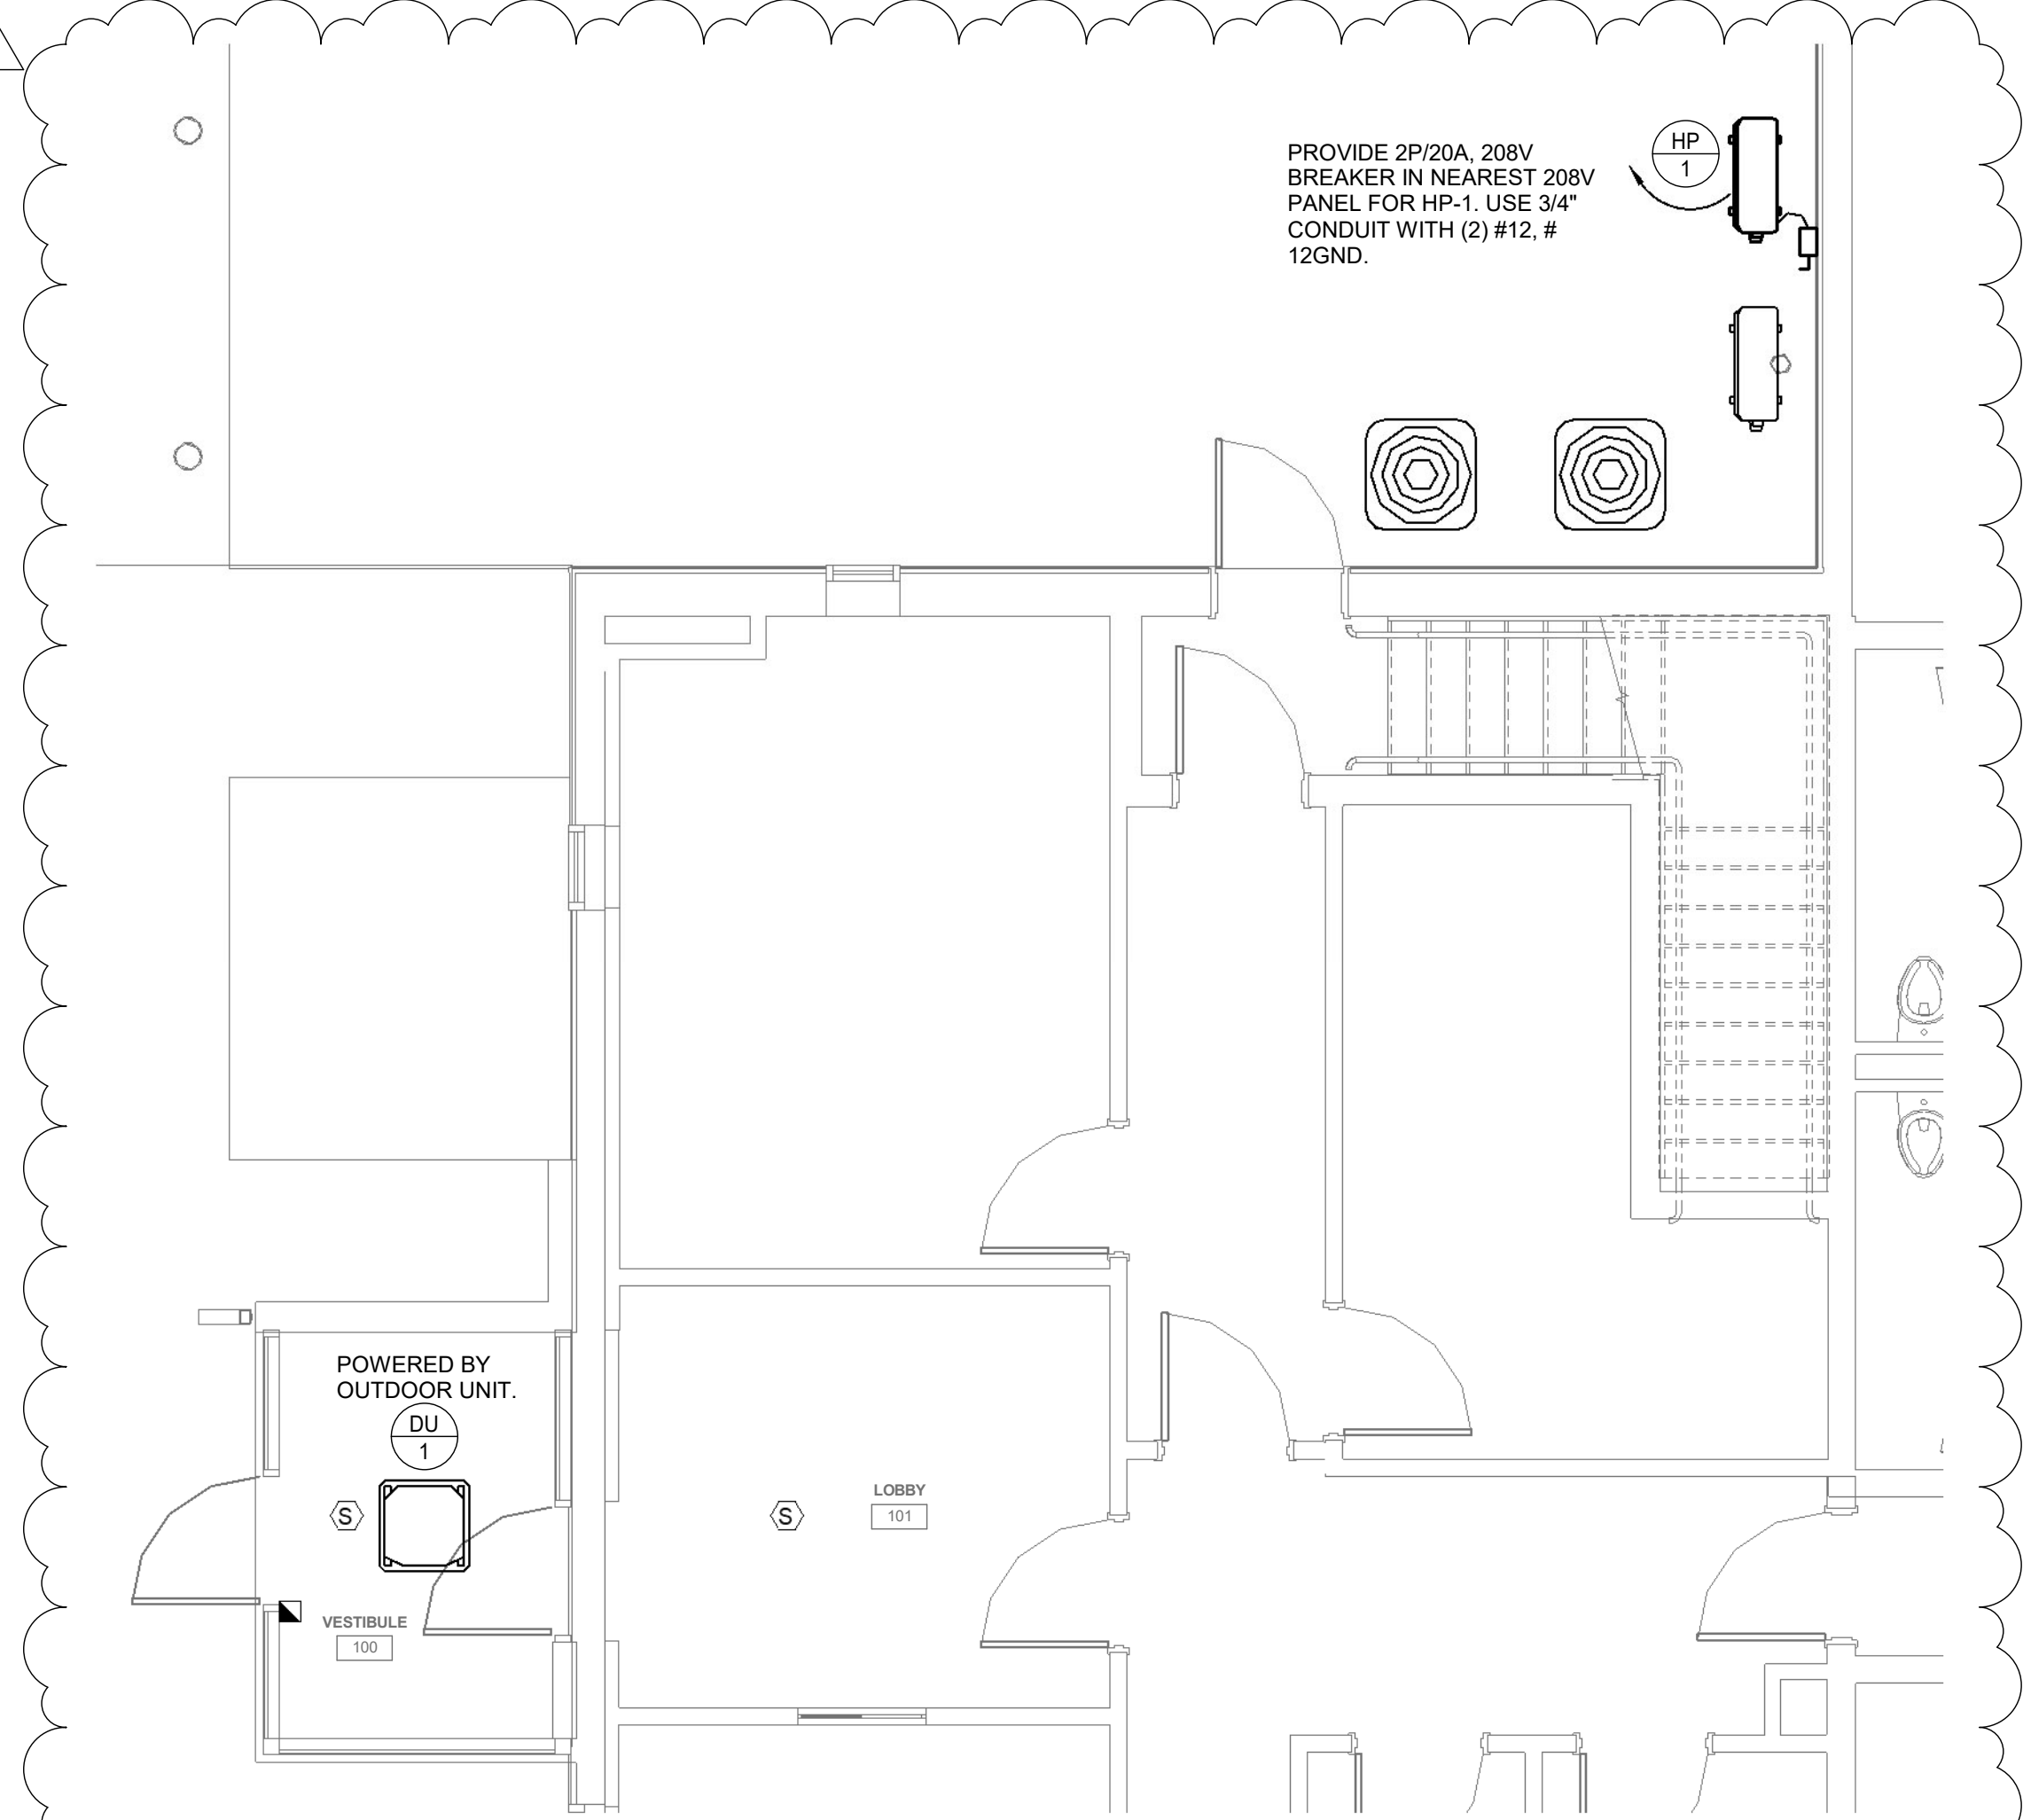 PROVIDE 2P/20A, 208V
BREAKER IN NEAREST 208V
PANEL FOR HP-1. USE 3/4"
CONDUIT WITH (2) #12, #
12GND.
HP
1
POWERED BY
OUTDOOR UNIT.
DU
1
S
S
LOBBY
101
VESTIBULE
100